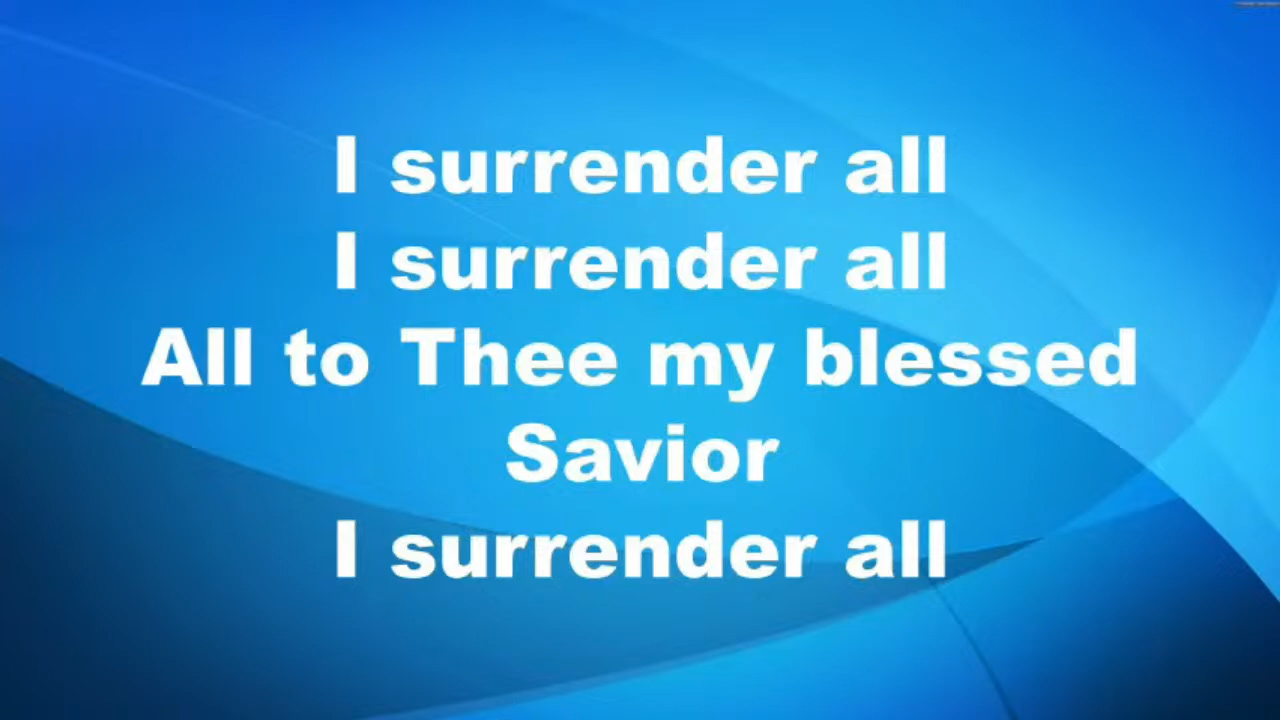 I surrender all
I surrender all
All to Thee my blessed
Savior
I surrender all